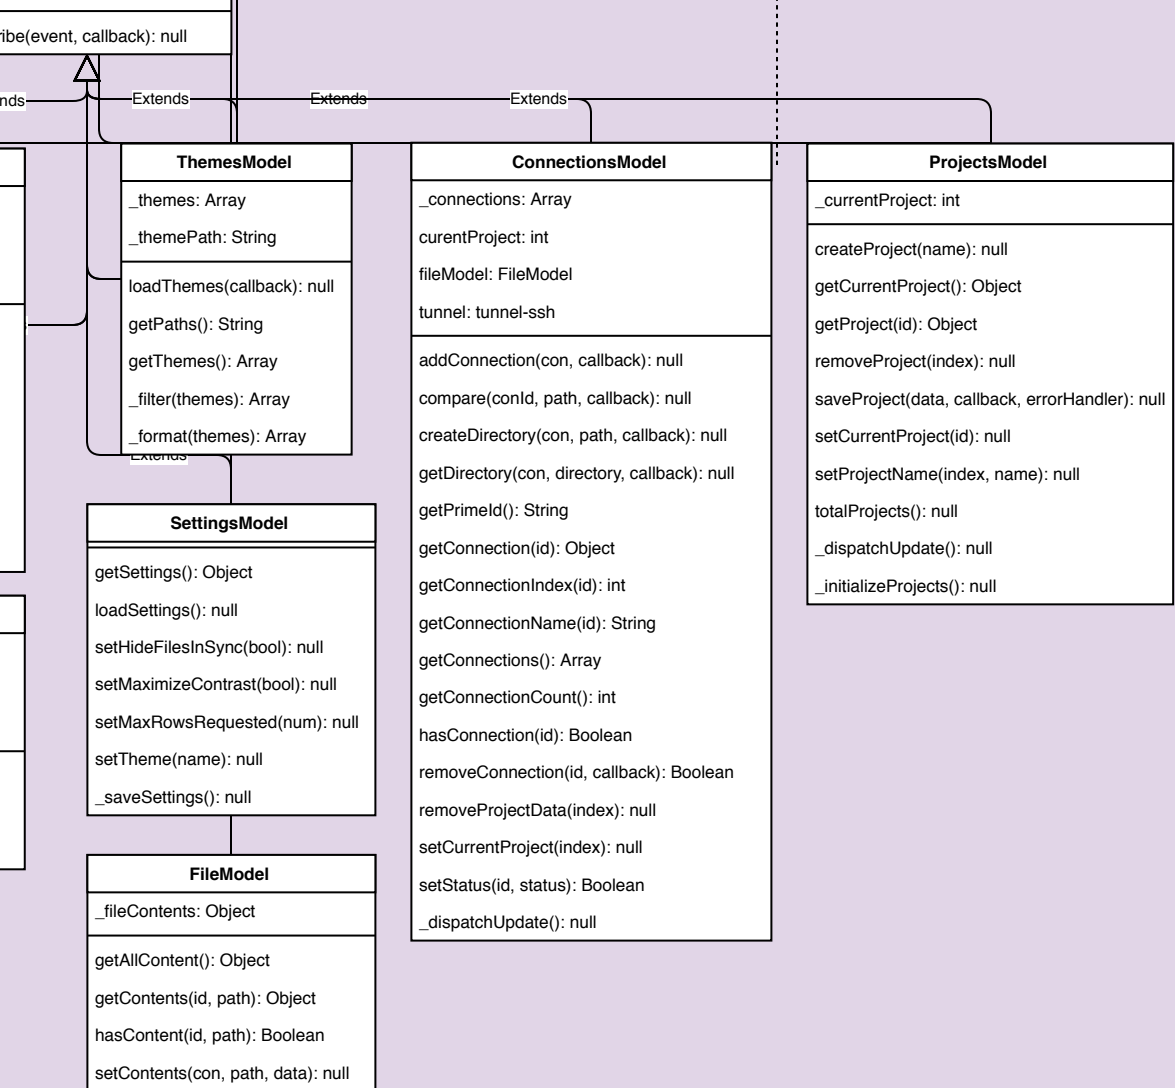 ribe(event, callback): null
nds
Extends
Extends
Extends
ThemesModel
_themes: Array
_themePath: String
loadThemes(callback): null
getPaths(): String
getThemes(): Array
_filter(themes): Array
_format(themes): Array
Extends
SettingsModel
getSettings(): Object
loadSettings(): null
setHideFilesInSync(bool): null
setMaximizeContrast(bool): null
setMaxRowsRequested(num): null
setTheme(name): null
_saveSettings(): null
FileModel
_fileContents: Object
getAllContent(): Object
getContents(id, path): Object
hasContent(id, path): Boolean
setContents(con, path, data): null
ConnectionsModel
_connections: Array
curentProject: int
fileModel: FileModel
tunnel: tunnel-ssh
addConnection(con, callback): null
compare(conId, path, callback): null
createDirectory(con, path, callback): null
getDirectory(con, directory, callback): null
getPrimeId(): String
getConnection(id): Object
getConnectionIndex(id): int
getConnectionName(id): String
getConnections(): Array
getConnectionCount(): int
hasConnection(id): Boolean
removeConnection(id, callback): Boolean
removeProjectData(index): null
setCurrentProject(index): null
setStatus(id, status): Boolean
_dispatchUpdate(): null
ProjectsModel
_currentProject: int
createProject(name): null
getCurrentProject(): Object
getProject(id): Object
removeProject(index): null
saveProject(data, callback, errorHandler): null
setCurrentProject(id): null
setProjectName(index, name): null
totalProjects(): null
_dispatchUpdate(): null
_initializeProjects(): null